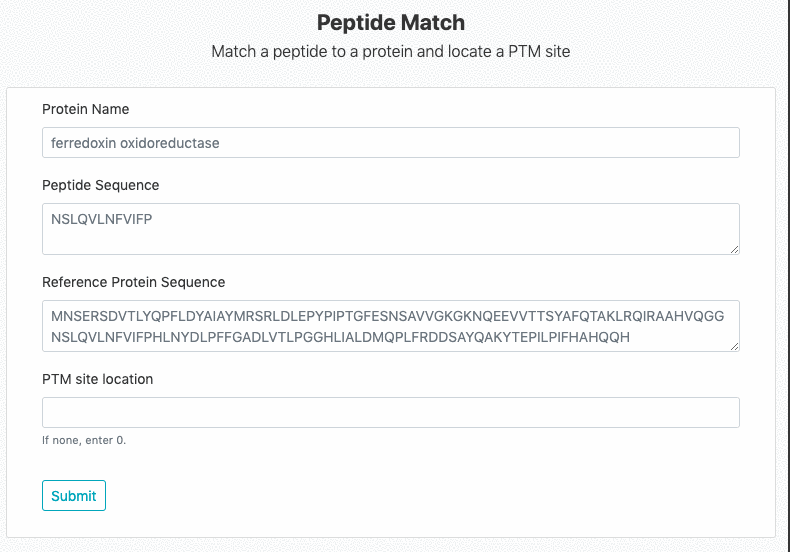 Peptide Match
Match a peptide to a protein and locate a PTM site
Protein Name
ferredoxin oxidoreductase
Peptide Sequence
NSLQVLNFVIFP
Reference Protein Sequence
MNSERSDVTLYQPFLDYAIAYMRSRLDLEPYPIPTGFESNSAVVGKGKNQEEVVTTSYAFQTAKLRQIRAAHVQGG
NSLQVLNFVIFPHLNYDLPFFGADLVTLPGGHLIALDMQPLFRDDSAYQAKYTEPILPIFHAHQQH
PTM site location
If none, enter 0.
Submit